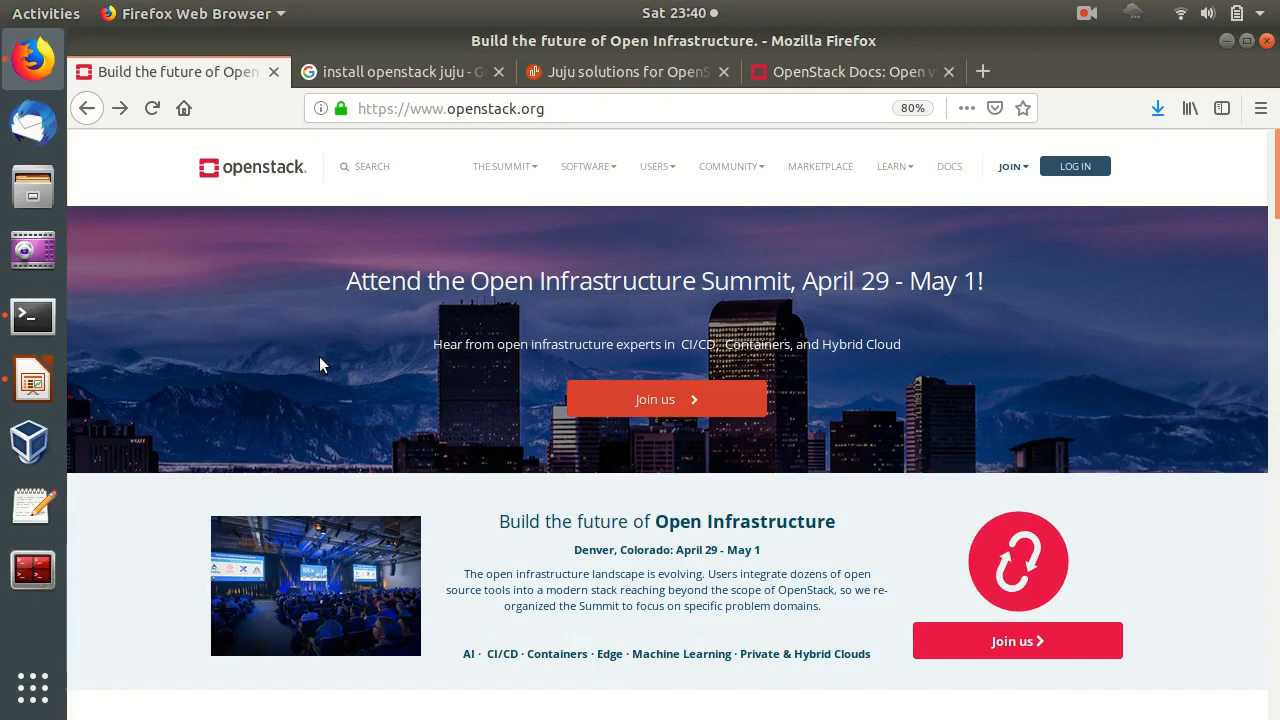 Activities
Firefox Web Browser
Sat 23:40
Build the future of Open Infrastructure. - Mozilla Firefox
Build the future of Open
install openstack juju - G
Juju solutions for OpenS
OpenStack Docs: Open v
https://www.openstack.org
80%
openstack.
SEARCH
THE SUMMIT
SOFTWARE
USERS
COMMUNITY
MARKETPLACE
LEARN
DOCS
JOIN
LOG IN
Attend the Open Infrastructure Summit, April 29 - May 1!
Hear from open infrastructure experts in CI/CD, Containers, and Hybrid Cloud
Join us
Build the future of Open Infrastructure
Denver, Colorado: April 29 - May 1
The open infrastructure landscape is evolving. Users integrate dozens of open
source tools into a modern stack reaching beyond the scope of OpenStack, so we re-
organized the Summit to focus on specific problem domains.
AI · CI/CD · Containers · Edge · Machine Learning · Private & Hybrid Clouds
Join us